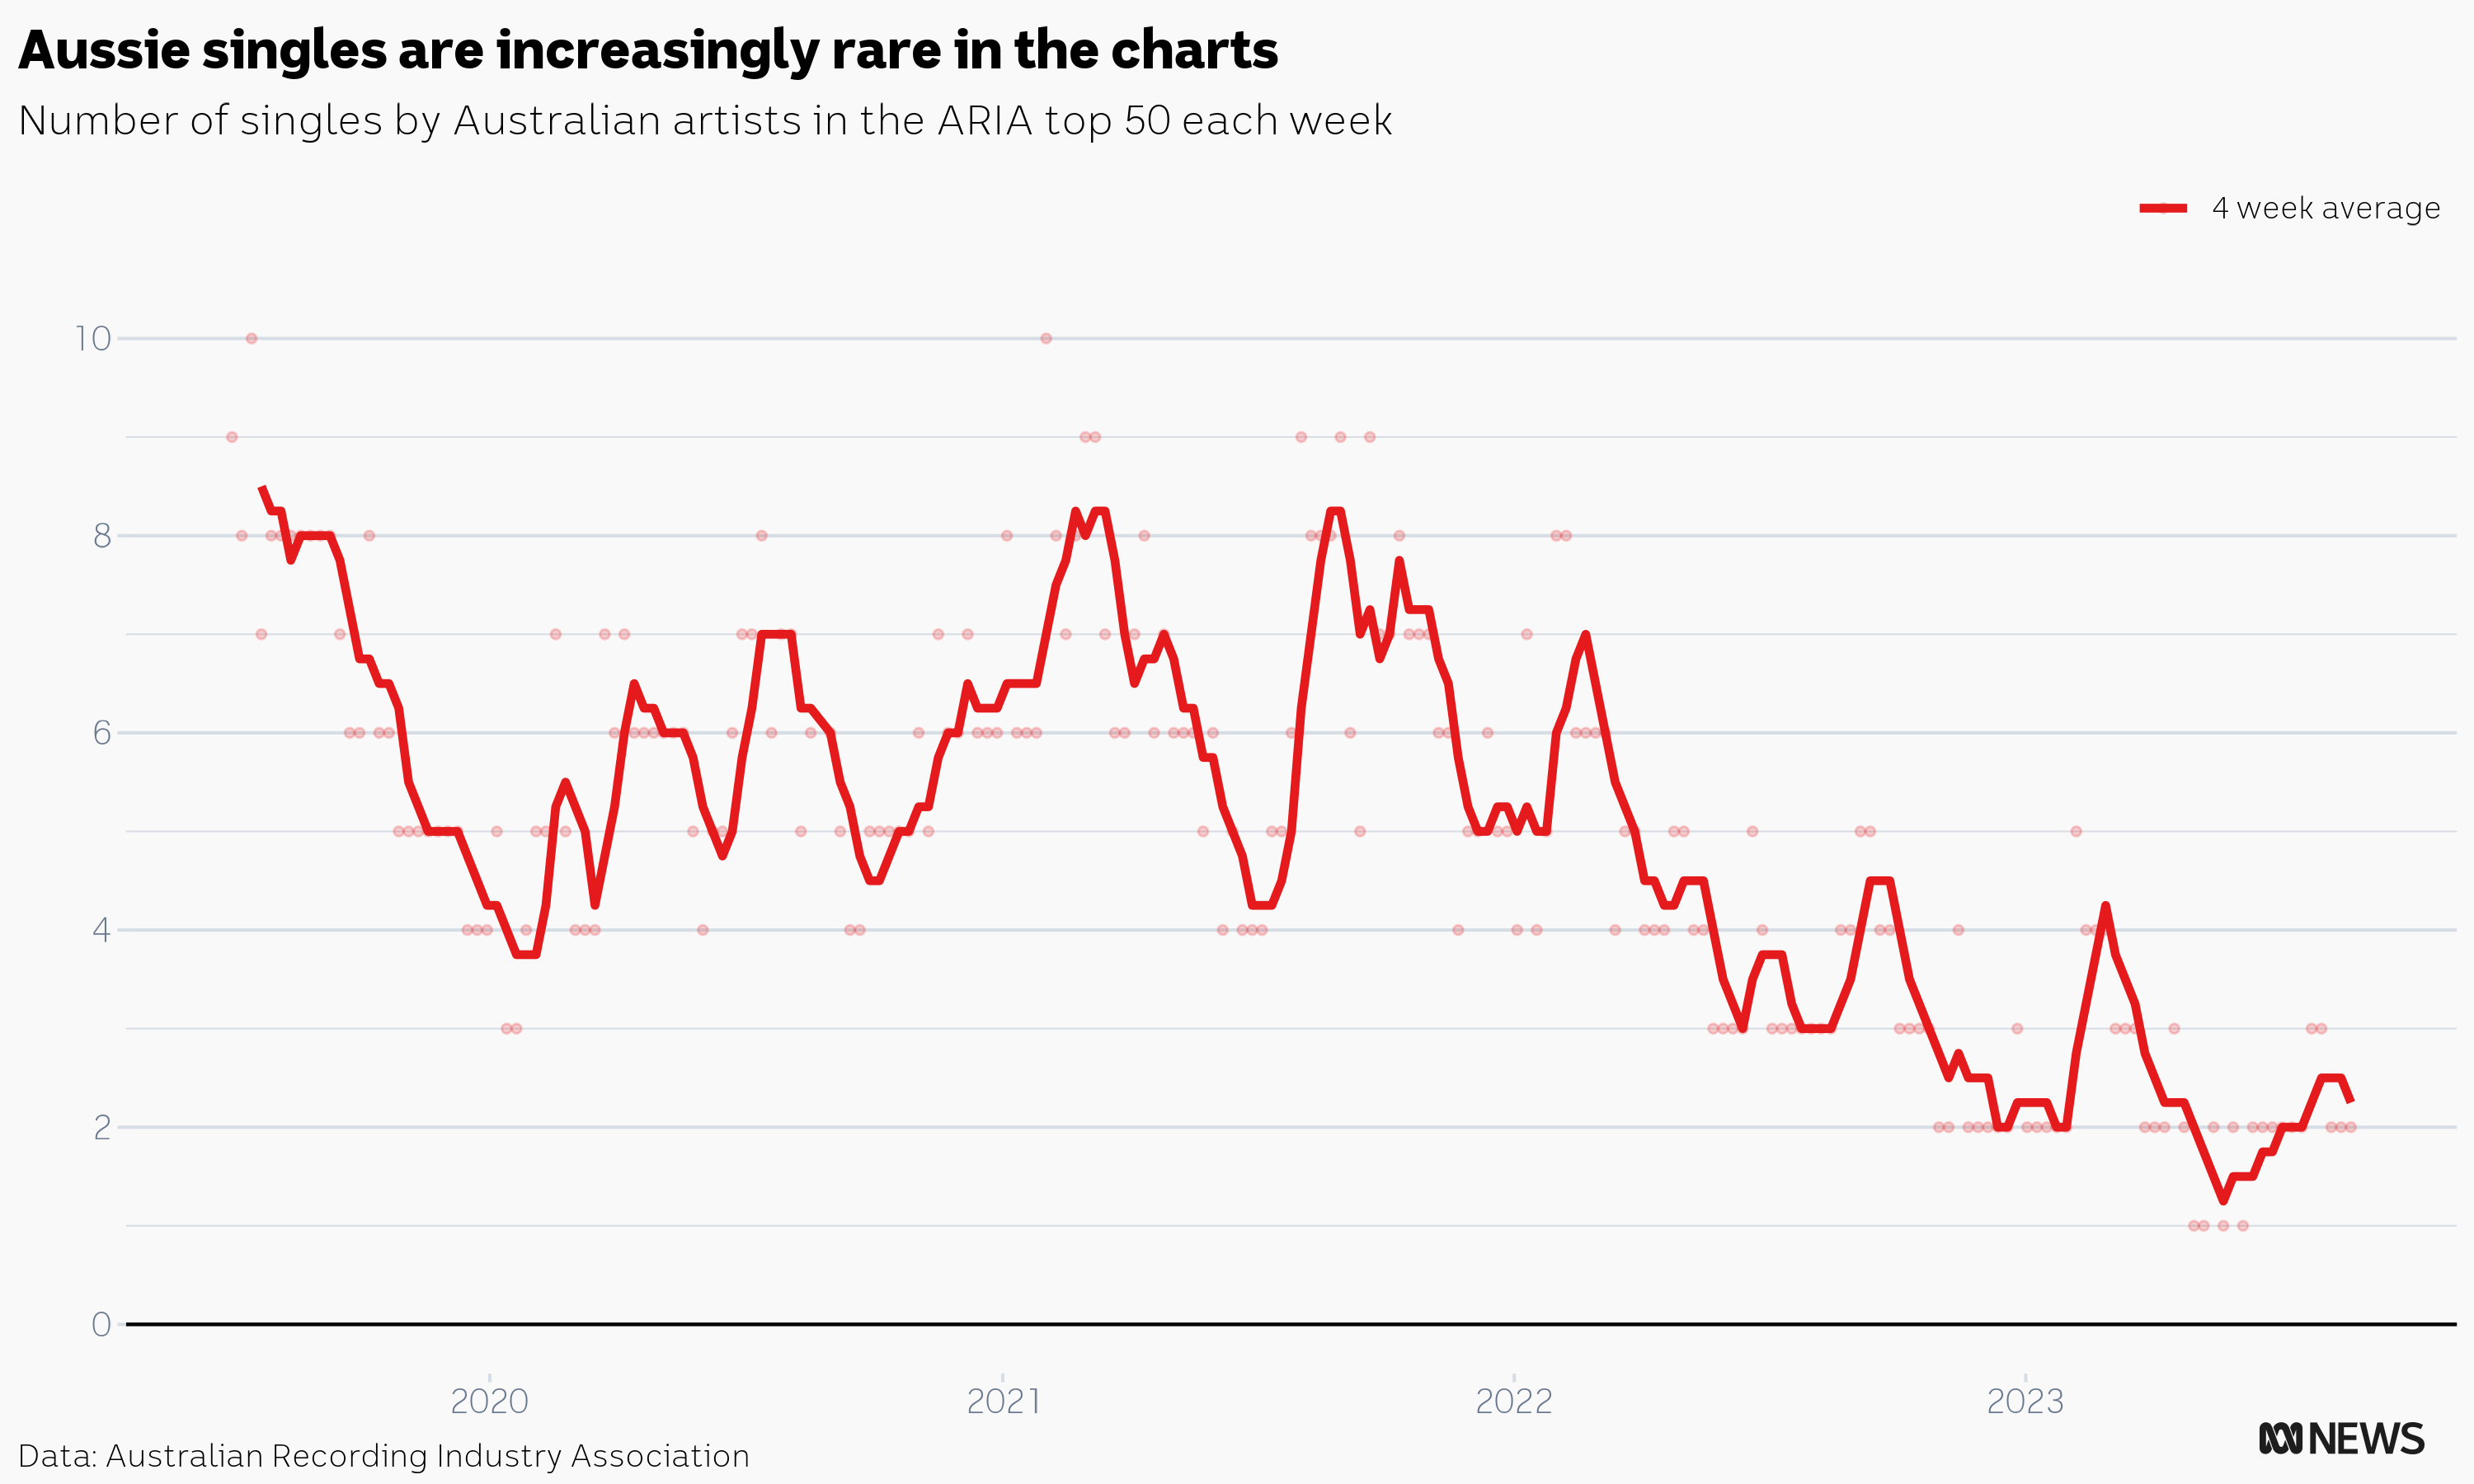 Aussie singles are increasingly rare in the charts
Number of singles by Australian artists in the ARIA top 50 each week
4 week average
10
8
6
4
2
0
2020 2021 2022 2023
Data: Australian Recording Industry Association
NEWS